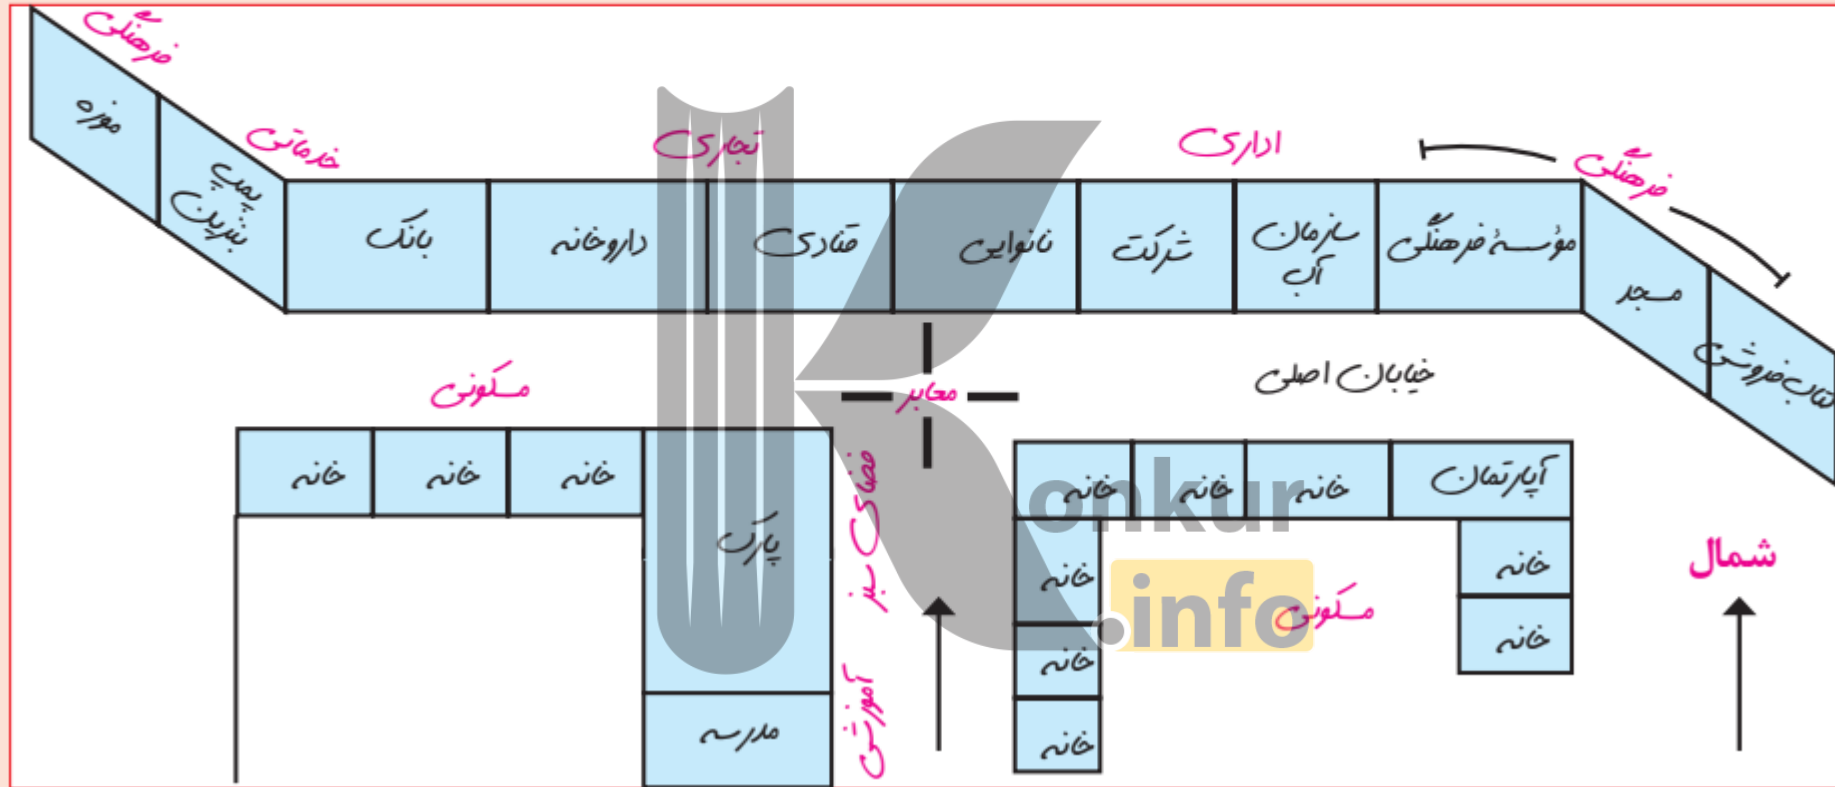 فرهنگی
موزه
پمپ
بنزین
خدماتی
تجاری
اداری
فرهنگی
بانک
داروخانه
قنادی
نانوایی
شرکت
سازمان
آب
مؤسسهٔ فرهنگی
مسجد
کتاب فروشی
مسکونی
معابر
خیابان اصلی
خانه
خانه
خانه
پارک
فضای سبز
مدرسه
آموزشی
خانه
خانه
خانه
آپارتمان
خانه
خانه
خانه
خانه
خانه
مسکونی
شمال
onkur
.info